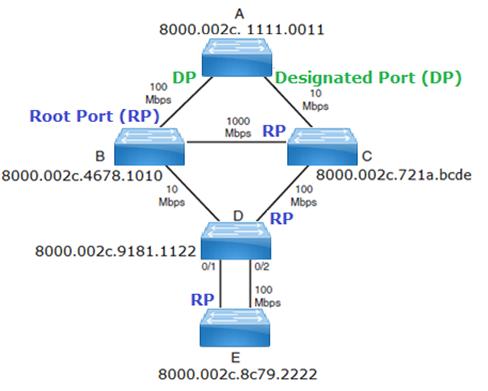 A
8000.002c. 1111.0011
DP
Designated Port (DP)
100
Mbps
10
Mbps
Root Port (RP)
1000
Mbps
RP
B
C
8000.002c.4678.1010
8000.002c.721a.bcde
10
Mbps
100
Mbps
D
RP
8000.002c.9181.1122
0/1
0/2
RP
100
Mbps
E
8000.002c.8c79.2222